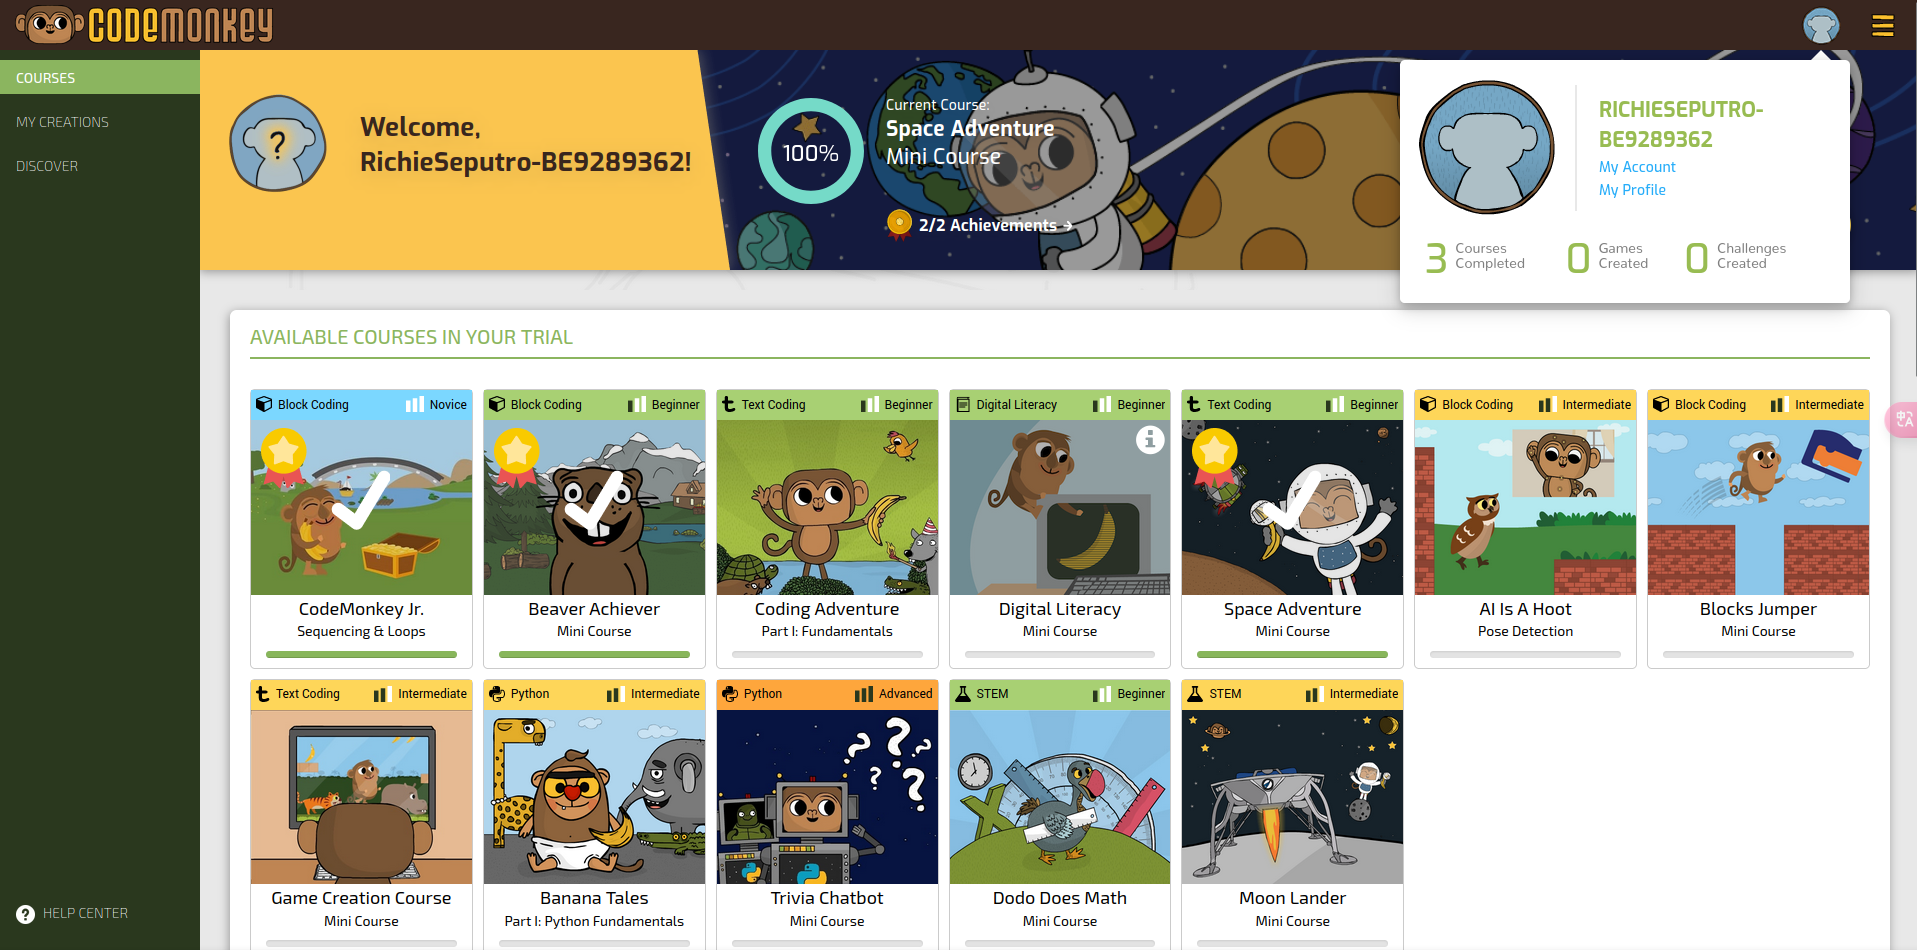 CODEMONKEY
COURSES
MY CREATIONS
DISCOVER
HELP CENTER
?
Welcome,
RichieSeputro-BE9289362!
100%
Current Course:
Space Adventure
Mini Course
2/2 Achievements →
RICHIESEPUTRO-
BE9289362
My Account
My Profile
3 Courses Completed
0 Games Created
0 Challenges Created
AVAILABLE COURSES IN YOUR TRIAL
Block Coding Novice
CodeMonkey Jr.
Sequencing & Loops
Block Coding Beginner
Beaver Achiever
Mini Course
Text Coding Beginner
Coding Adventure
Part I: Fundamentals
Digital Literacy Beginner
Digital Literacy
Mini Course
Text Coding Beginner
Space Adventure
Mini Course
Block Coding Intermediate
AI Is A Hoot
Pose Detection
Block Coding Intermediate
Blocks Jumper
Mini Course
Text Coding Intermediate
Game Creation Course
Mini Course
Python Intermediate
Banana Tales
Part I: Python Fundamentals
Python Advanced
? ? ? ? ?
Trivia Chatbot
Mini Course
STEM Beginner
Dodo Does Math
Mini Course
STEM Intermediate
Moon Lander
Mini Course